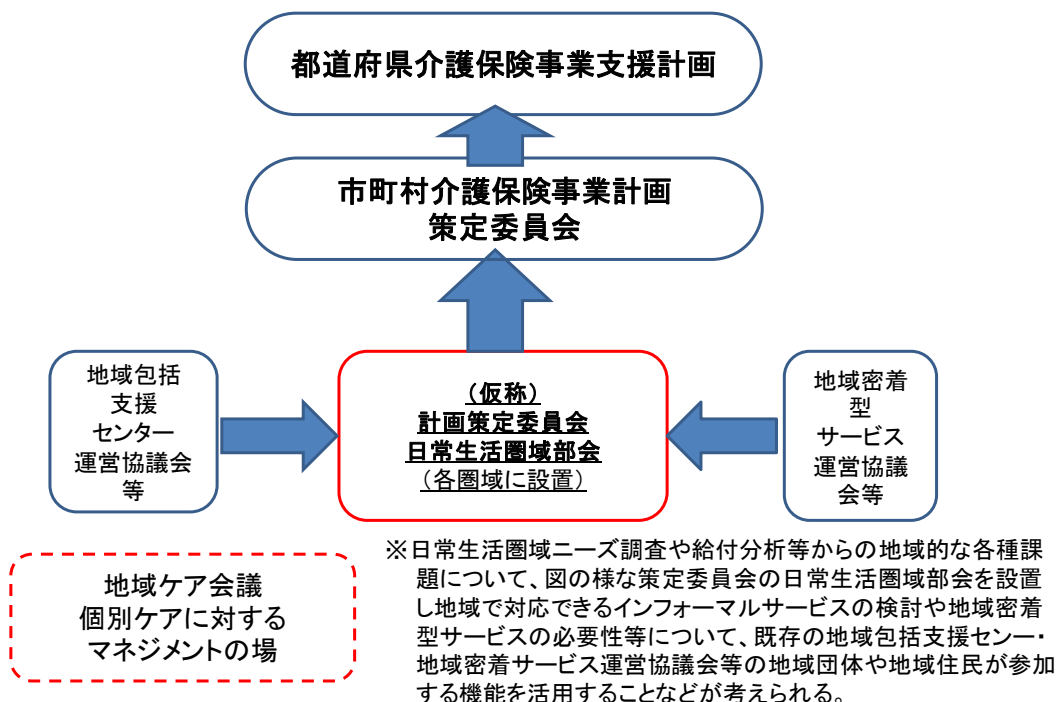 都道府県介護保険事業支援計画
市町村介護保険事業計画
策定委員会
地域包括
支援
センター
運営協議会
等
(仮称)
計画策定委員会
日常生活圏域部会
(各圏域に設置)
地域密着
型
サービス
運営協議
会等
地域ケア会議
個別ケアに対する
マネジメントの場
※日常生活圏域ニーズ調査や給付分析等からの地域的な各種課
題について、図の様な策定委員会の日常生活圏域部会を設置
し地域で対応できるインフォーマルサービスの検討や地域密着
型サービスの必要性等について、既存の地域包括支援センー・
地域密着サービス運営協議会等の地域団体や地域住民が参加
する機能を活用することなどが考えられる。